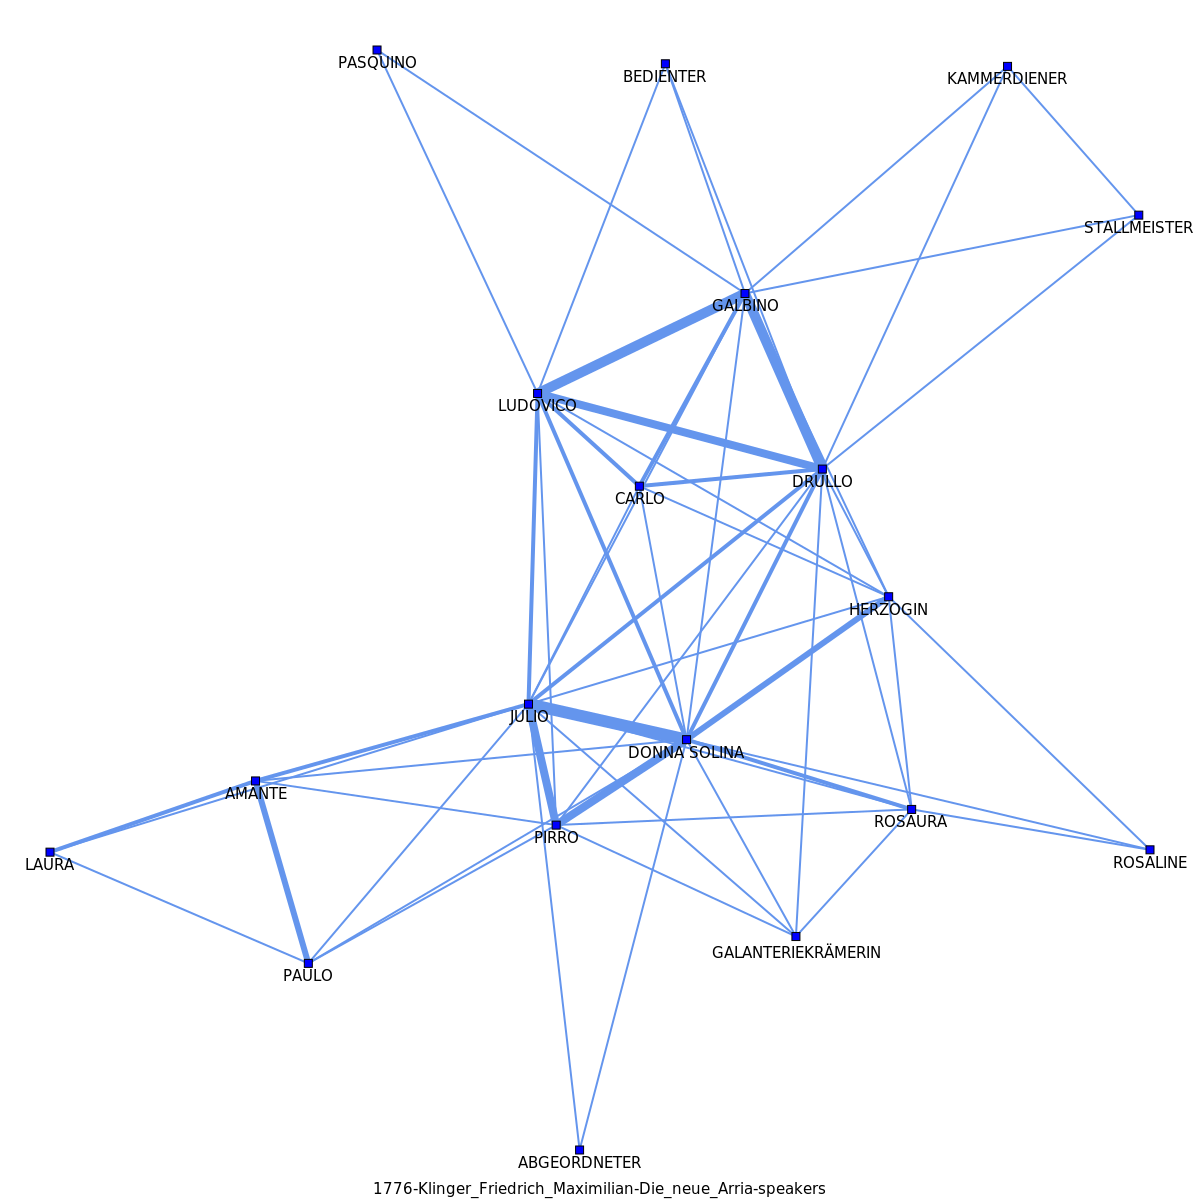 PASQUINO
BEDIENTER
KAMMERDIENER
STALLMEISTER
GALBINO
LUDOVICO
DRULLO
CARLO
HERZOGIN
JULIO
DONNA SOLINA
AMANTE
ROSAURA
PIRRO
LAURA
ROSALINE
GALANTERIEKRÄMERIN
PAULO
ABGEORDNETER
1776-Klinger_Friedrich_Maximilian-Die_neue_Arria-speakers